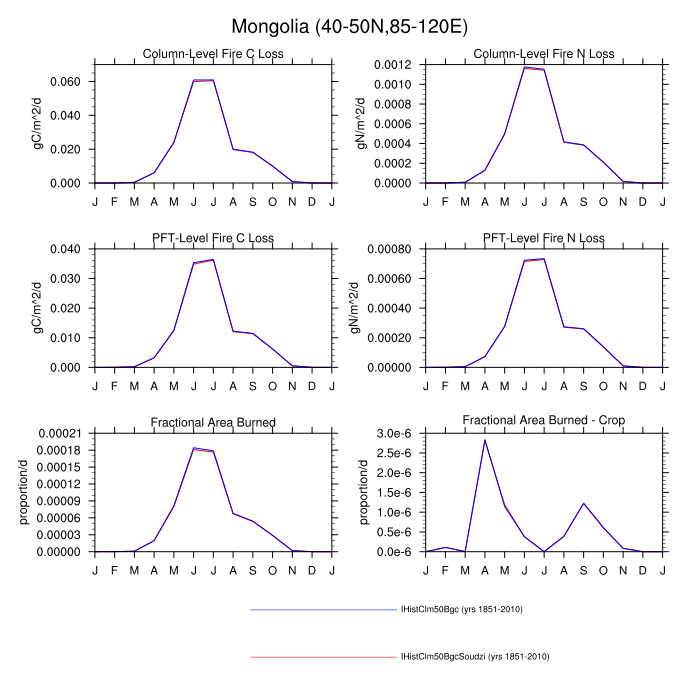 Mongolia (40-50N,85-120E)
Column-Level Fire C Loss
gC/m^2/d
0.060
0.040
0.020
0.000
J F M A M J J A S O N D J
Column-Level Fire N Loss
gN/m^2/d
0.0012
0.0010
0.0008
0.0006
0.0004
0.0002
0.0000
J F M A M J J A S O N D J
PFT-Level Fire C Loss
gC/m^2/d
0.040
0.030
0.020
0.010
0.000
J F M A M J J A S O N D J
PFT-Level Fire N Loss
gN/m^2/d
0.00080
0.00060
0.00040
0.00020
0.00000
J F M A M J J A S O N D J
Fractional Area Burned
proportion/d
0.00021
0.00018
0.00015
0.00012
0.00009
0.00006
0.00003
0.00000
J F M A M J J A S O N D J
Fractional Area Burned - Crop
proportion/d
3.0e-6
2.5e-6
2.0e-6
1.5e-6
1.0e-6
0.5e-6
0.0e-6
J F M A M J J A S O N D J
IHistClm50Bgc (yrs 1851-2010)
IHistClm50BgcSoudzi (yrs 1851-2010)